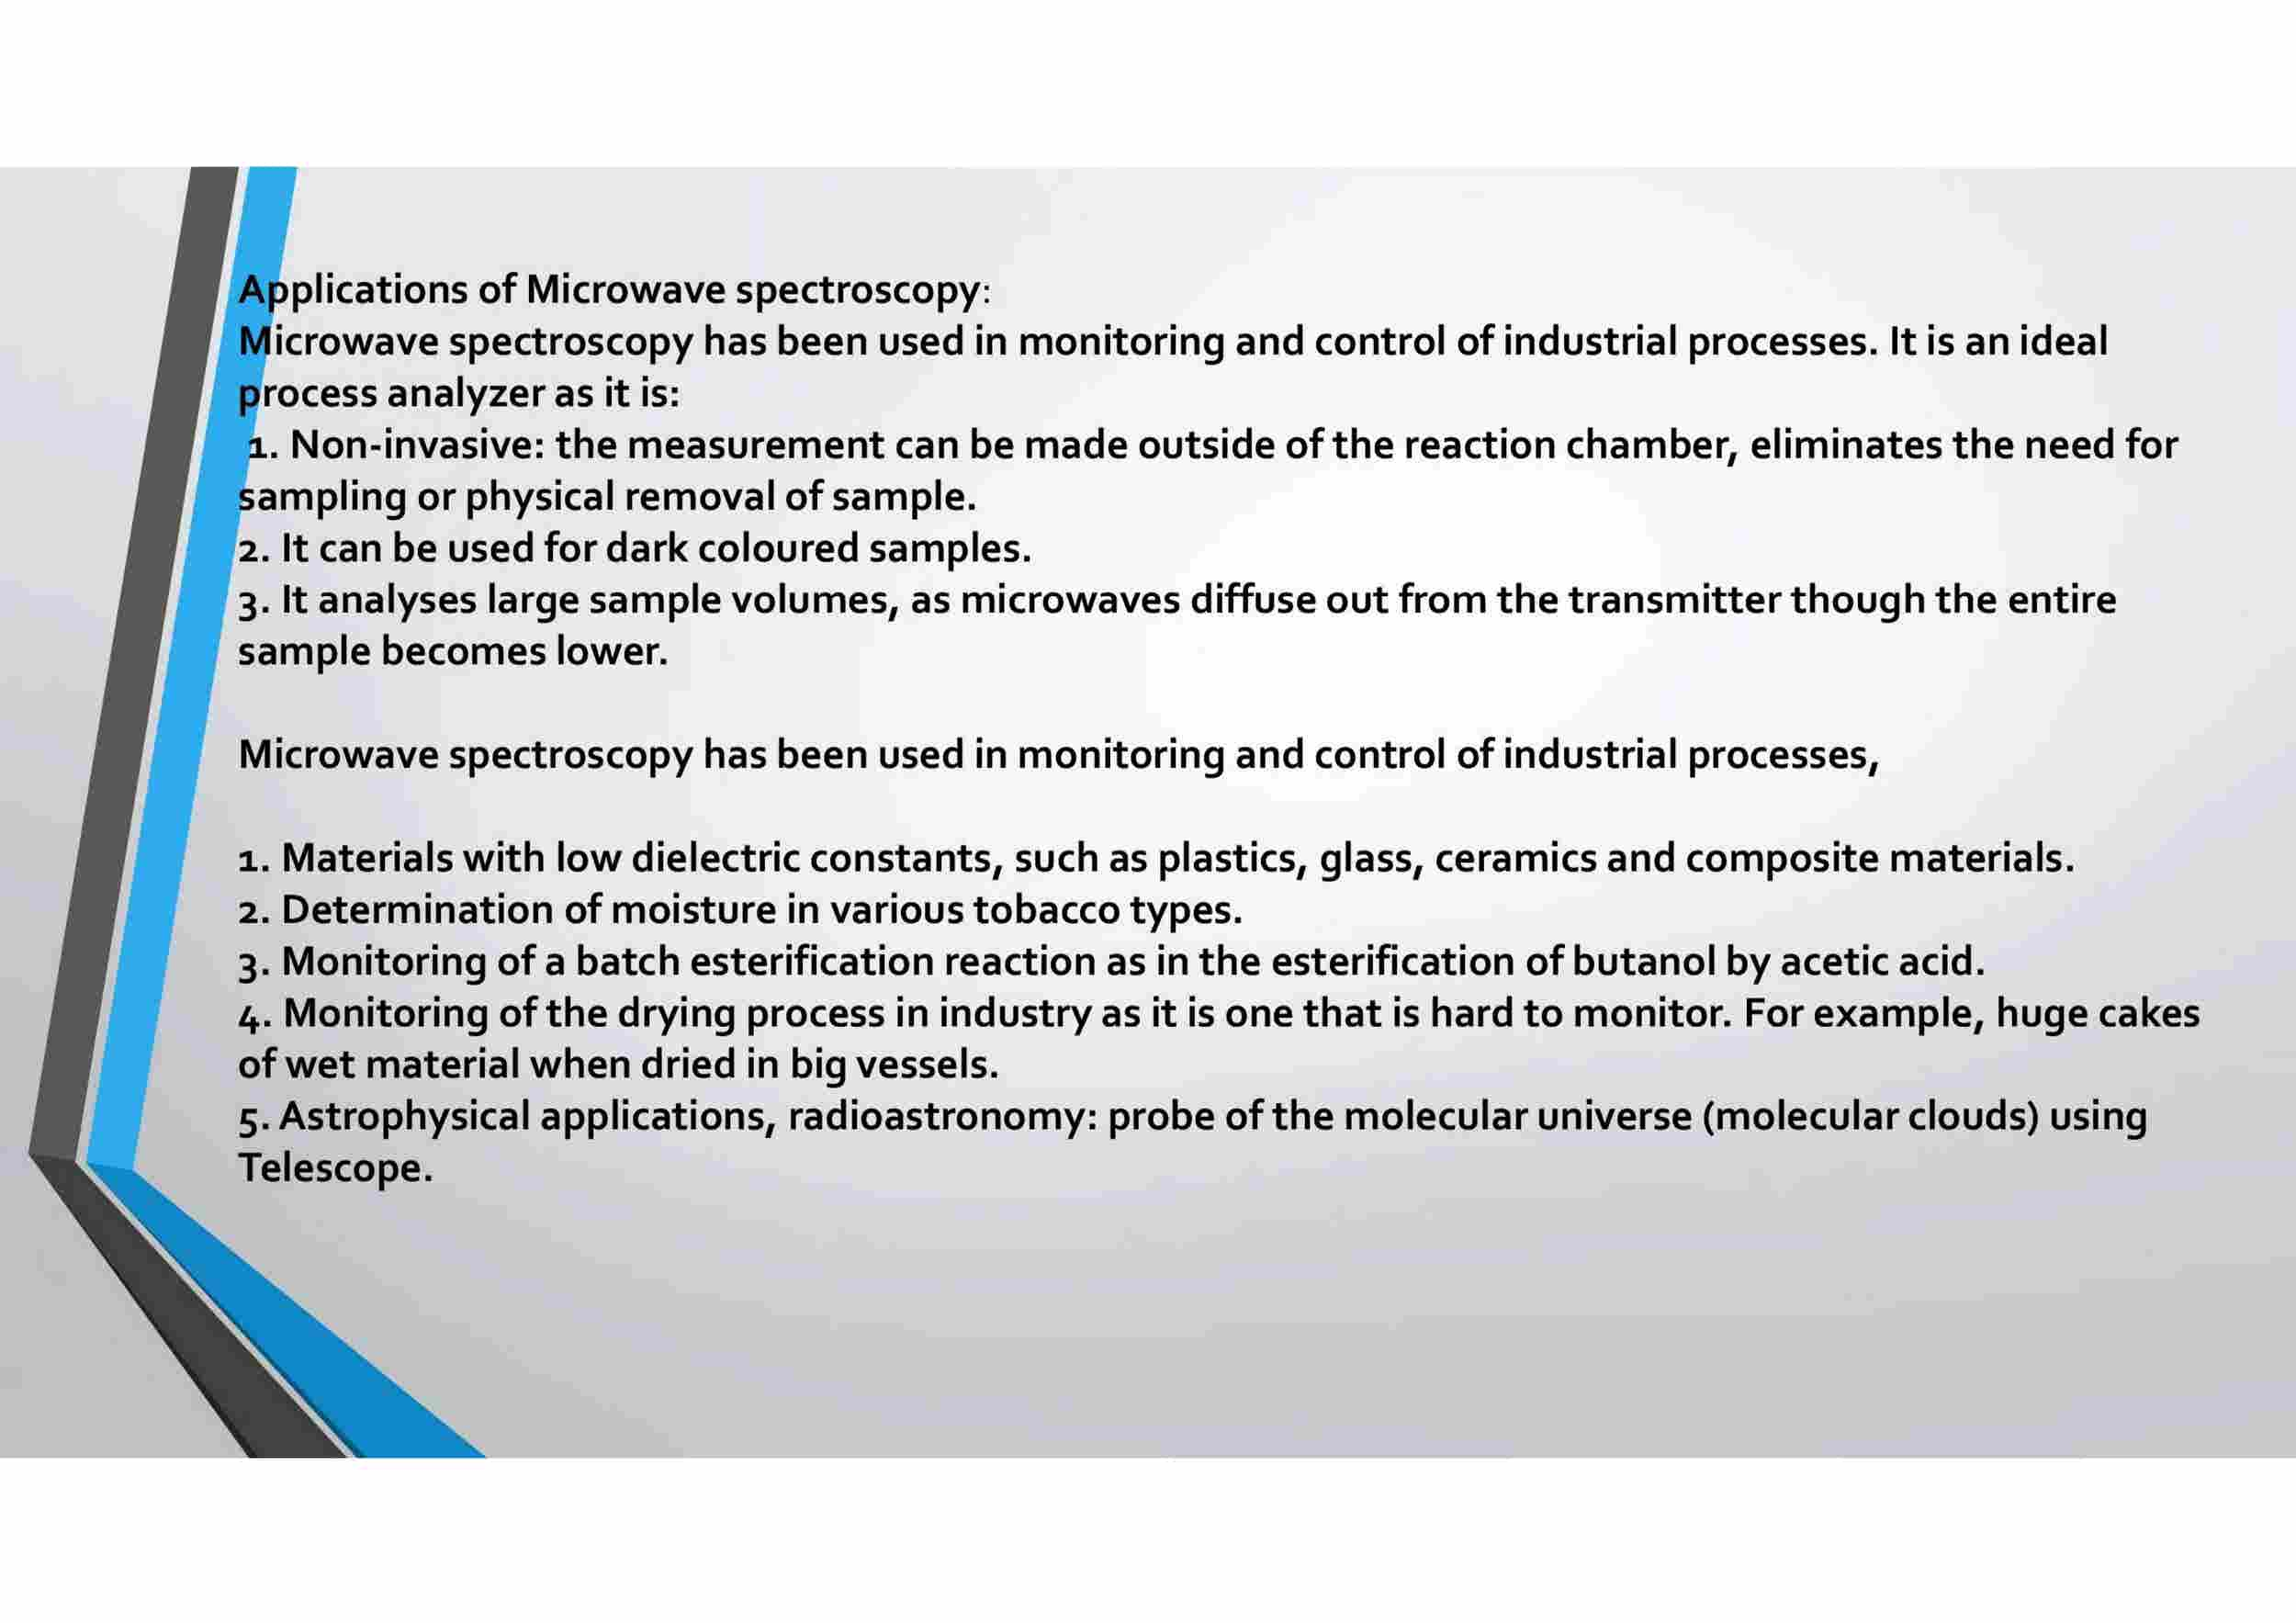 Applications of Microwave spectroscopy:
Microwave spectroscopy has been used in monitoring and control of industrial processes. It is an ideal
process analyzer as it is:
1. Non-invasive: the measurement can be made outside of the reaction chamber, eliminates the need for
sampling or physical removal of sample.
2. It can be used for dark coloured samples.
3. It analyses large sample volumes, as microwaves diffuse out from the transmitter though the entire
sample becomes lower.
Microwave spectroscopy has been used in monitoring and control of industrial processes,
1. Materials with low dielectric constants, such as plastics, glass, ceramics and composite materials.
2. Determination of moisture in various tobacco types.
3. Monitoring of a batch esterification reaction as in the esterification of butanol by acetic acid.
4. Monitoring of the drying process in industry as it is one that is hard to monitor. For example, huge cakes
of wet material when dried in big vessels.
5. Astrophysical applications, radioastronomy: probe of the molecular universe (molecular clouds) using
Telescope.